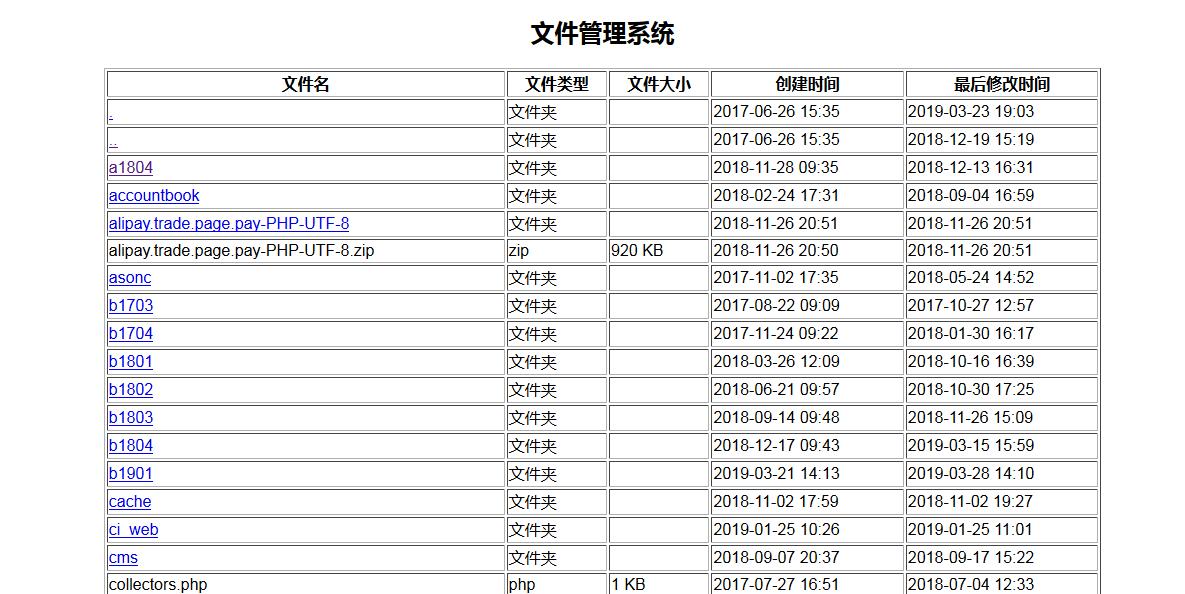 文件管理系统
文件名 文件类型 文件大小 创建时间 最后修改时间
. 文件夹 2017-06-26 15:35 2019-03-23 19:03
.. 文件夹 2017-06-26 15:35 2018-12-19 15:19
a1804 文件夹 2018-11-28 09:35 2018-12-13 16:31
accountbook 文件夹 2018-02-24 17:31 2018-09-04 16:59
alipay.trade.page.pay-PHP-UTF-8 文件夹 2018-11-26 20:51 2018-11-26 20:51
alipay.trade.page.pay-PHP-UTF-8.zip zip 920 KB 2018-11-26 20:50 2018-11-26 20:51
asonc 文件夹 2017-11-02 17:35 2018-05-24 14:52
b1703 文件夹 2017-08-22 09:09 2017-10-27 12:57
b1704 文件夹 2017-11-24 09:22 2018-01-30 16:17
b1801 文件夹 2018-03-26 12:09 2018-10-16 16:39
b1802 文件夹 2018-06-21 09:57 2018-10-30 17:25
b1803 文件夹 2018-09-14 09:48 2018-11-26 15:09
b1804 文件夹 2018-12-17 09:43 2019-03-15 15:59
b1901 文件夹 2019-03-21 14:13 2019-03-28 14:10
cache 文件夹 2018-11-02 17:59 2018-11-02 19:27
ci_web 文件夹 2019-01-25 10:26 2019-01-25 11:01
cms 文件夹 2018-09-07 20:37 2018-09-17 15:22
collectors.php php 1 KB 2017-07-27 16:51 2018-07-04 12:33